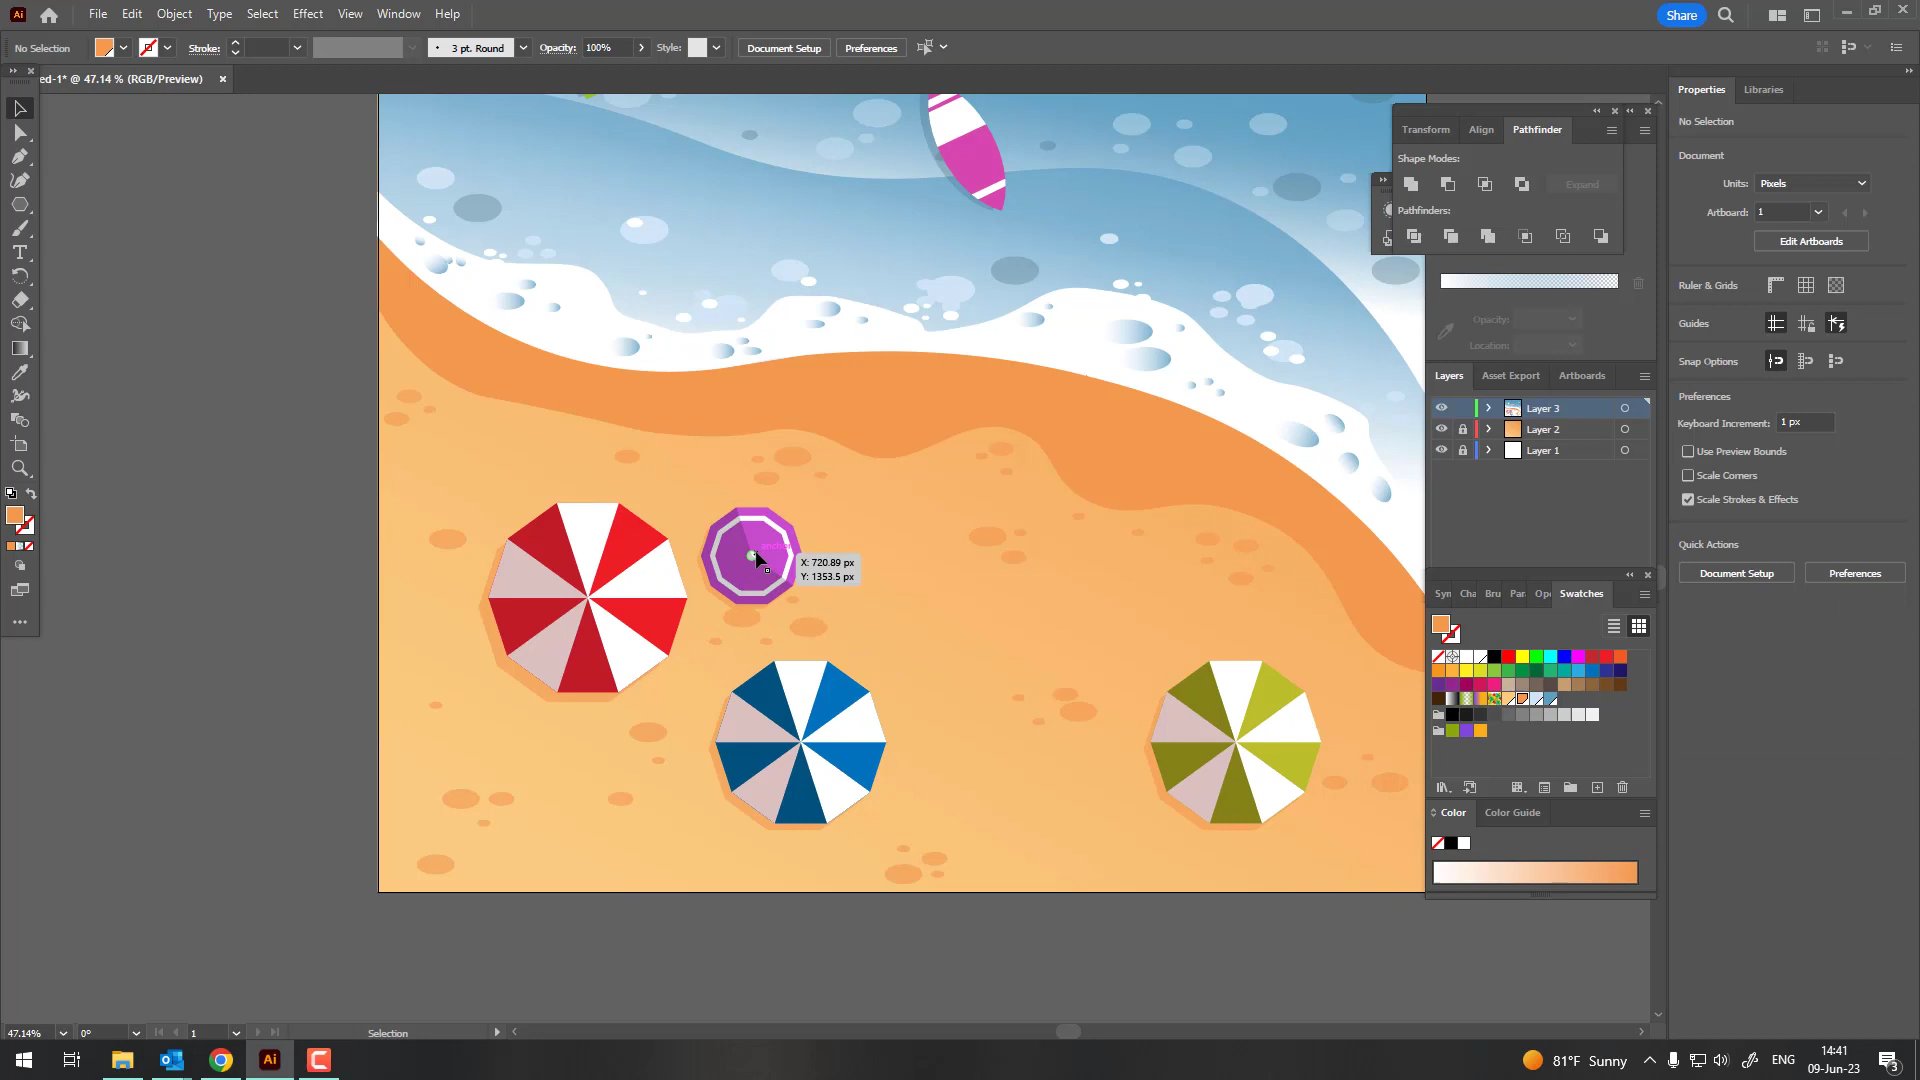 Ai File Edit Object Type Select Effect View Window Help Share
No Selection Stroke: 3 pt. Round Opacity: 100% Style: Document Setup Preferences
ed-1* @ 47.14 % (RGB/Preview) ×
Properties Libraries
No Selection
Document
Units: Pixels
Artboard: 1
Edit Artboards
Ruler & Grids
Guides
Snap Options
Preferences
Keyboard Increment: 1 px
Use Preview Bounds
Scale Corners
Scale Strokes & Effects
Quick Actions
Document Setup Preferences
Transform Align Pathfinder
Shape Modes:
Expand
Pathfinders:
Opacity:
Location:
Layers Asset Export Artboards
Layer 3
Layer 2
Layer 1
X: 720.89 px
Y: 1353.5 px
Syn Cha Bru Par Ope Swatches
Color Color Guide
47.14% 0° 1 Selection
Ai 81°F Sunny ENG 14:41
09-Jun-23 3